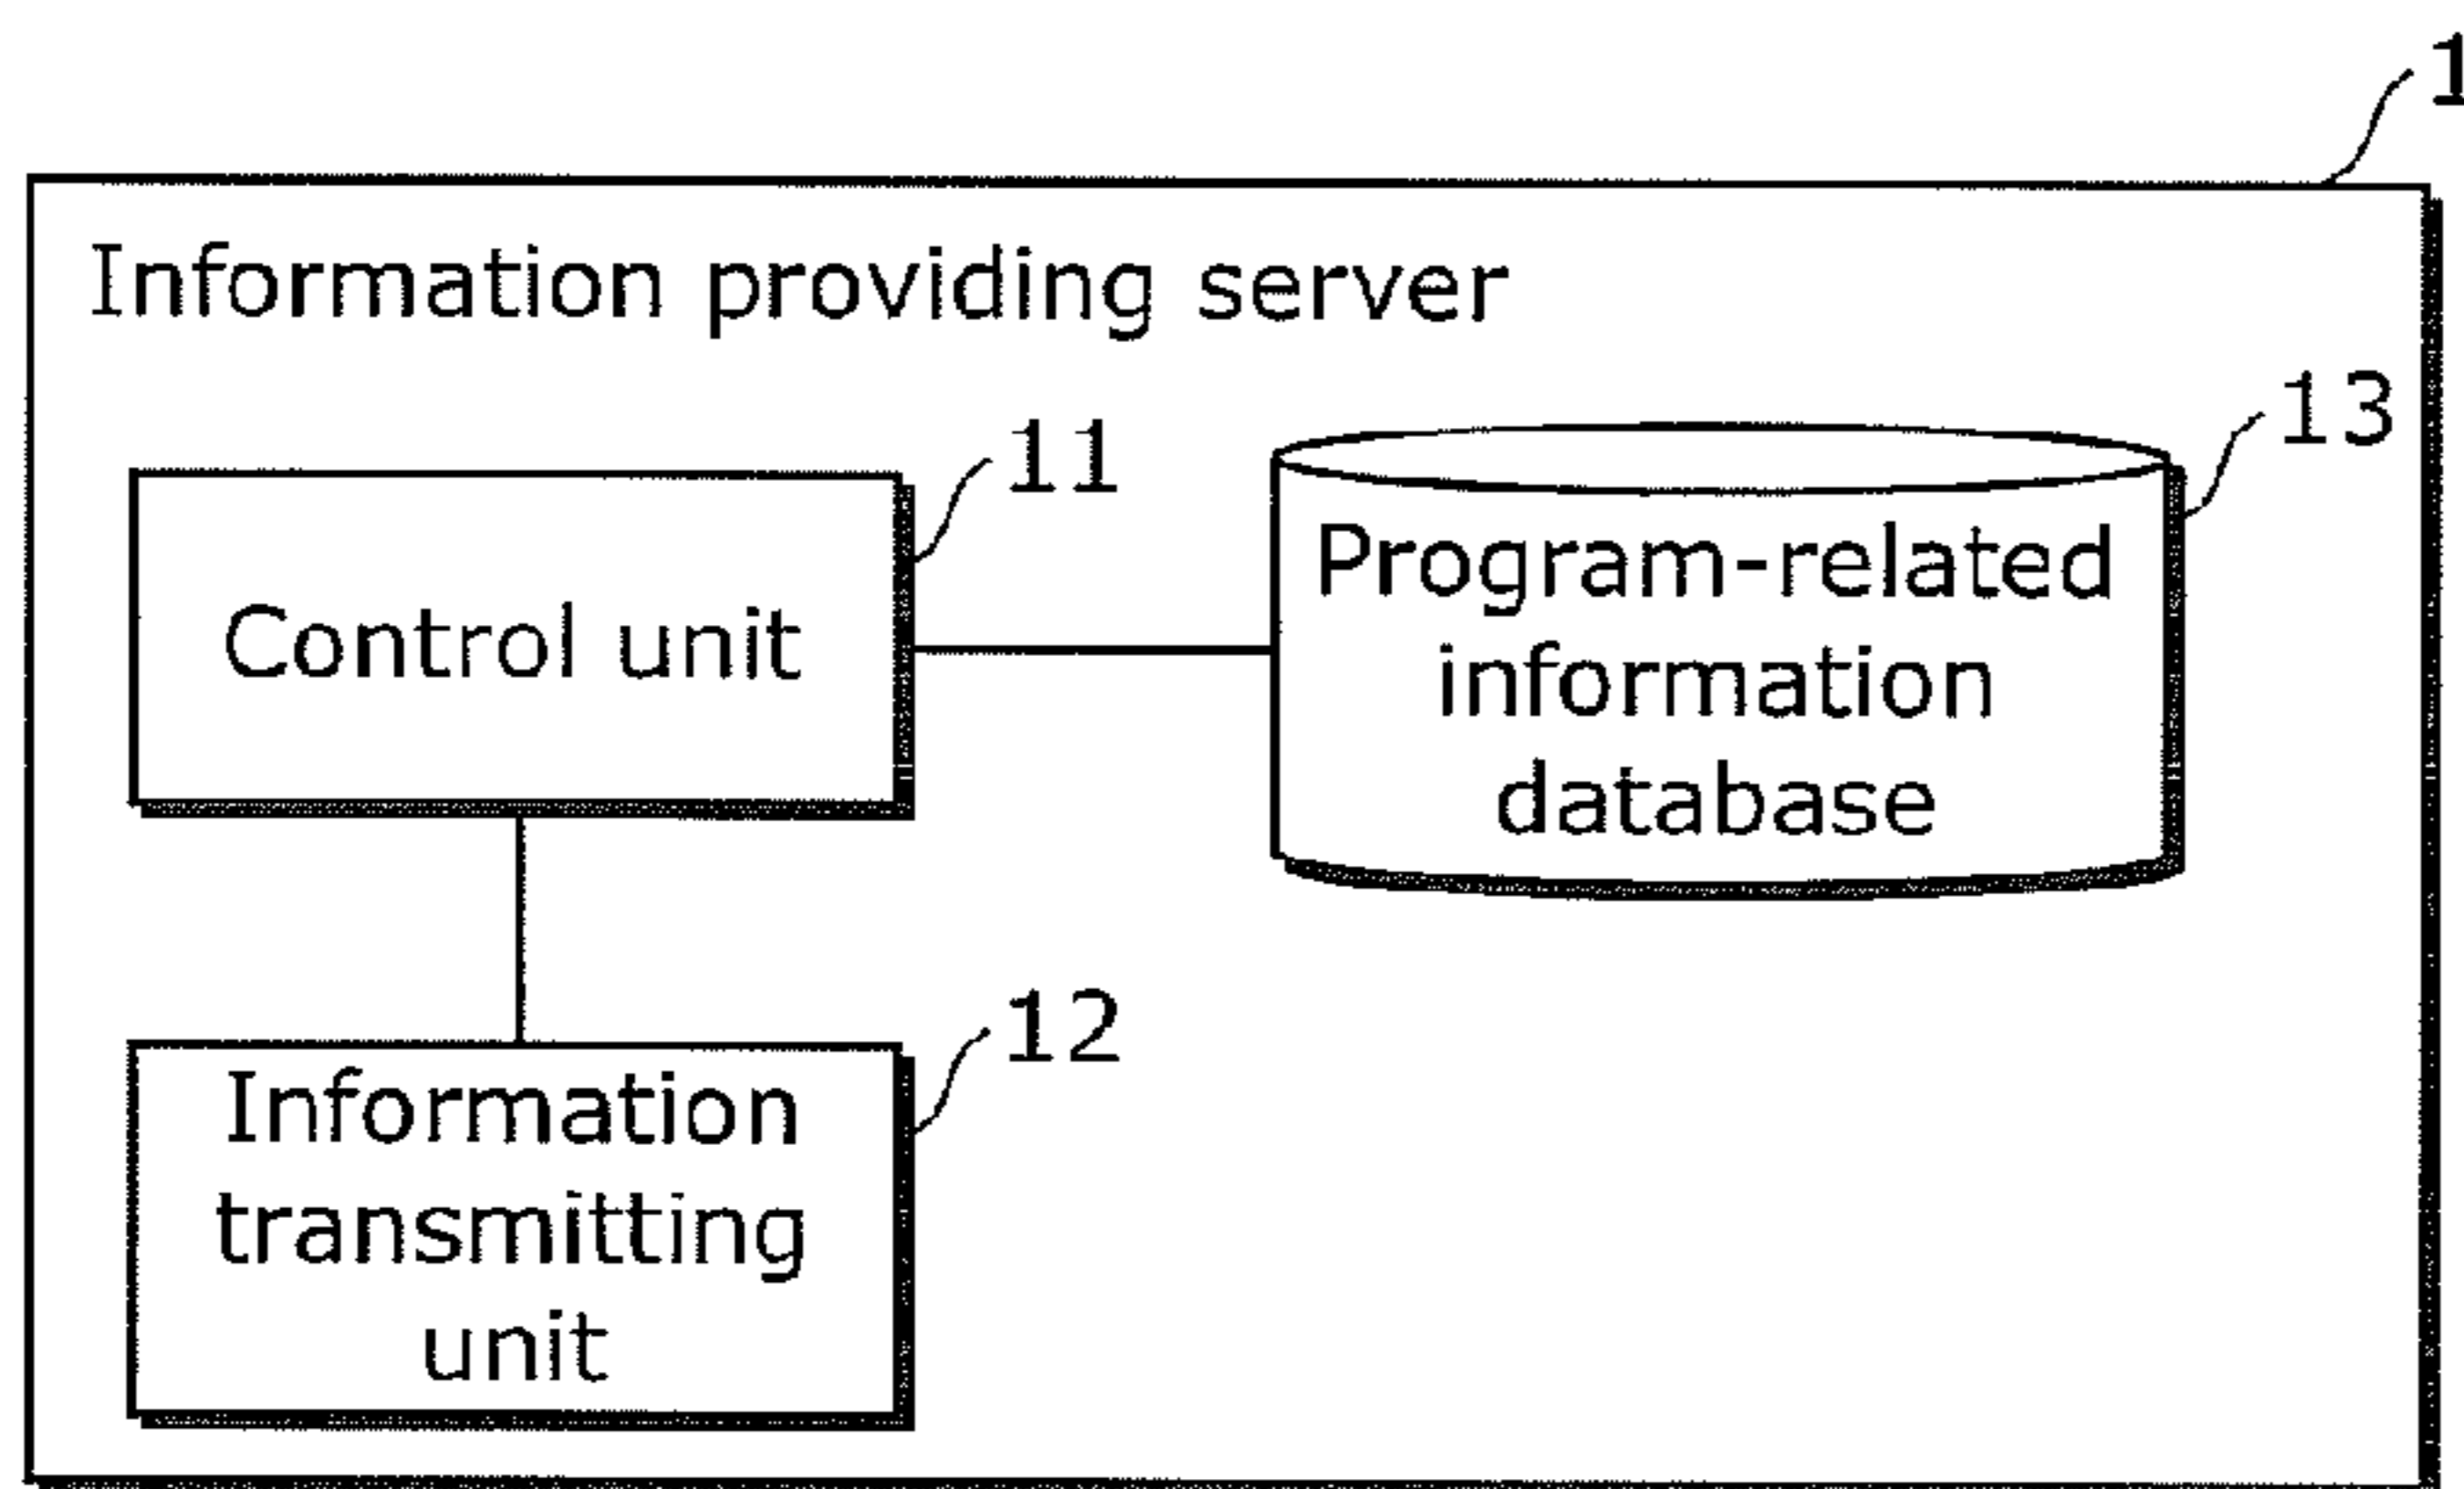 1
Information providing server
11
13
Control unit
Program-related
information
database
12
Information
transmitting
unit